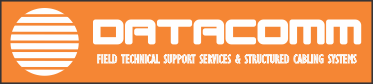 DATACOMM
FIELD TECHNICAL SUPPORT SERVICES & STRUCTURED CABLING SYSTEMS